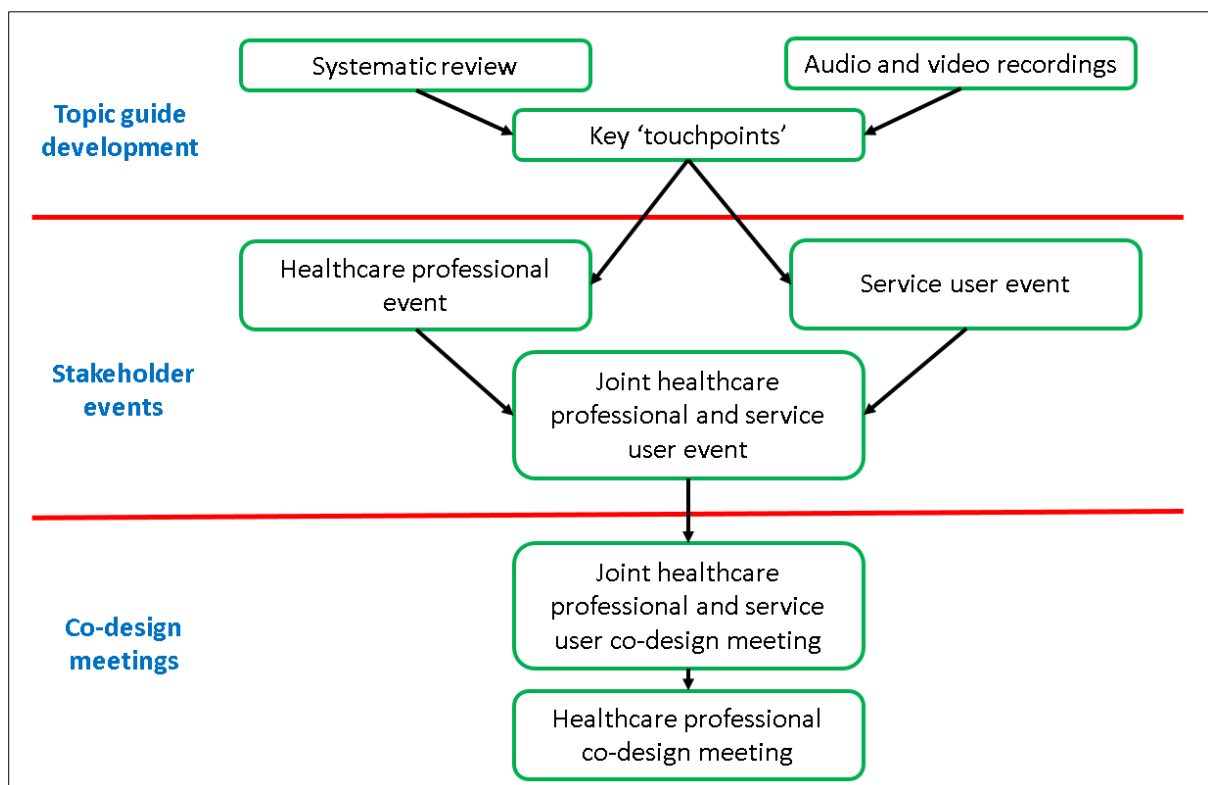 Systematic review
Audio and video recordings
Topic guide
development
Key ‘touchpoints’
Healthcare professional
event
Service user event
Stakeholder
events
Joint healthcare
professional and service
user event
Co-design
meetings
Joint healthcare
professional and service
user co-design meeting
Healthcare professional
co-design meeting